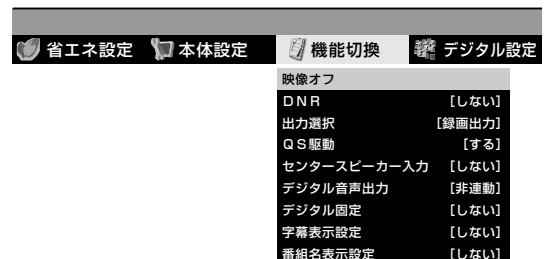 省エネ設定 本体設定 機能切換 デジタル設定
映像オフ
DNR [しない]
出力選択 [録画出力]
QS駆動 [する]
センタースピーカー入力 [しない]
デジタル音声出力 [非連動]
デジタル固定 [しない]
字幕表示設定 [しない]
番組名表示設定 [しない]